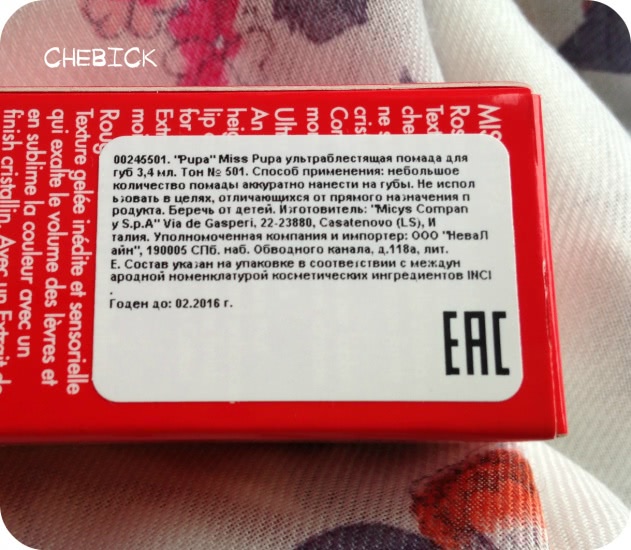 CHEBICK
00245501. "Pupa" Miss Pupa ультраблестящая помада для
губ 3,4 мл. Тон № 501. Способ применения: небольшое
количество помады аккуратно нанести на губы. Не испол
ьзовать в целях, отличающихся от прямого назначения п
родукта. Беречь от детей. Изготовитель: "Micys Compan
y S.p.A" Via de Gasperi, 22-23880, Casatenovo (LS), И
талия. Уполномоченная компания и импортер: ООО "НеваЛ
айн", 190005 СПб. наб. Обводного канала, д.118а, лит.
Е. Состав указан на упаковке в соответствии с междун
ародной номенклатурой косметических ингредиентов INCI
.
Годен до: 02.2016 г.
EAC
Texture gelée inédite et sensorielle
qui exalte le volume des lèvres et
en sublime la couleur avec un
finish cristallin. Avec un Extrait de